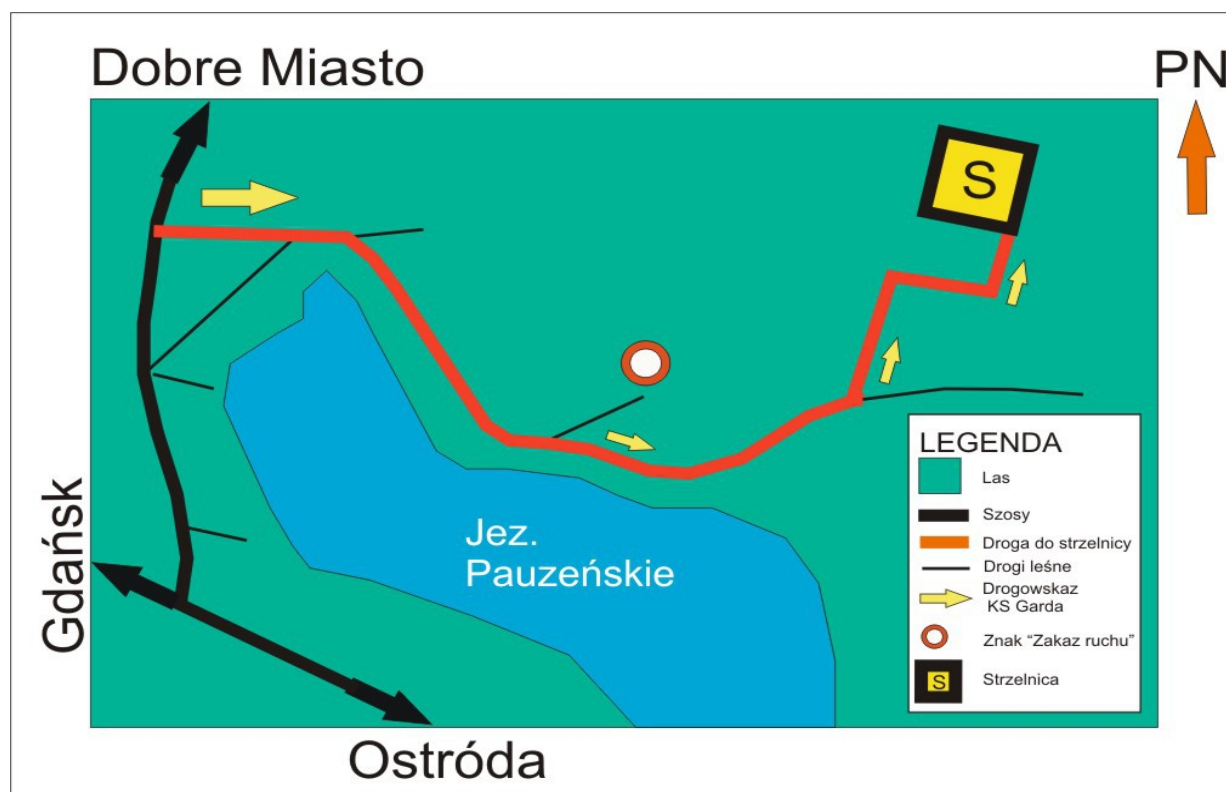 Dobre Miasto
PN
S
Gdańsk
Jez.
Pauzeńskie
LEGENDA
Las
Szosy
Droga do strzelnicy
Drogi leśne
Drogowskaz
KS Garda
Znak “Zakaz ruchu”
S
Strzelnica
Ostróda